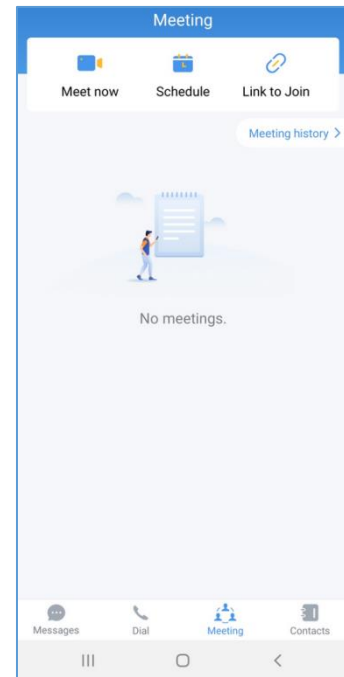 Meeting
Meet now Schedule Link to Join
Meeting history >
No meetings.
Messages Dial Meeting Contacts